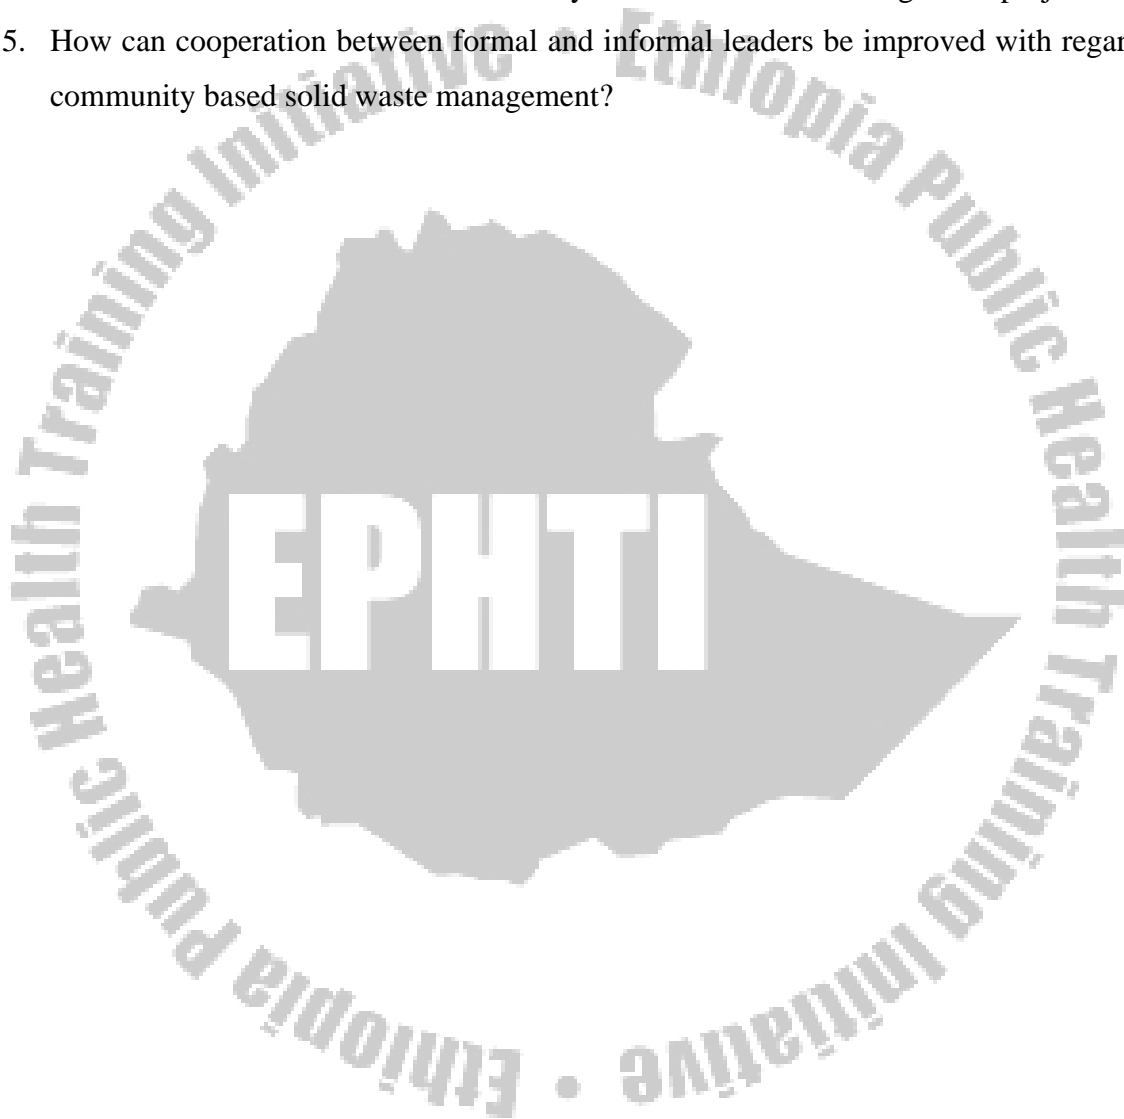 5. How can cooperation between formal and informal leaders be improved with regar
community based solid waste management?
Ethiopia Public Health Training Initiative • Ethiopia Public Health Training Initiative •
EPHTI